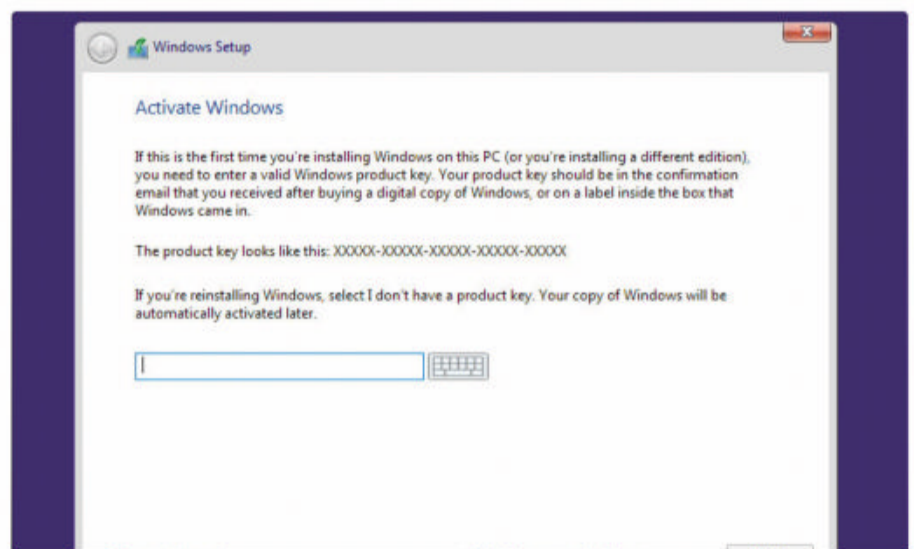 Windows Setup
Activate Windows
If this is the first time you're installing Windows on this PC (or you're installing a different edition),
you need to enter a valid Windows product key. Your product key should be in the confirmation
email that you received after buying a digital copy of Windows, or on a label inside the box that
Windows came in.
The product key looks like this: XXXXX-XXXXX-XXXXX-XXXXX-XXXXX
If you're reinstalling Windows, select I don't have a product key. Your copy of Windows will be
automatically activated later.